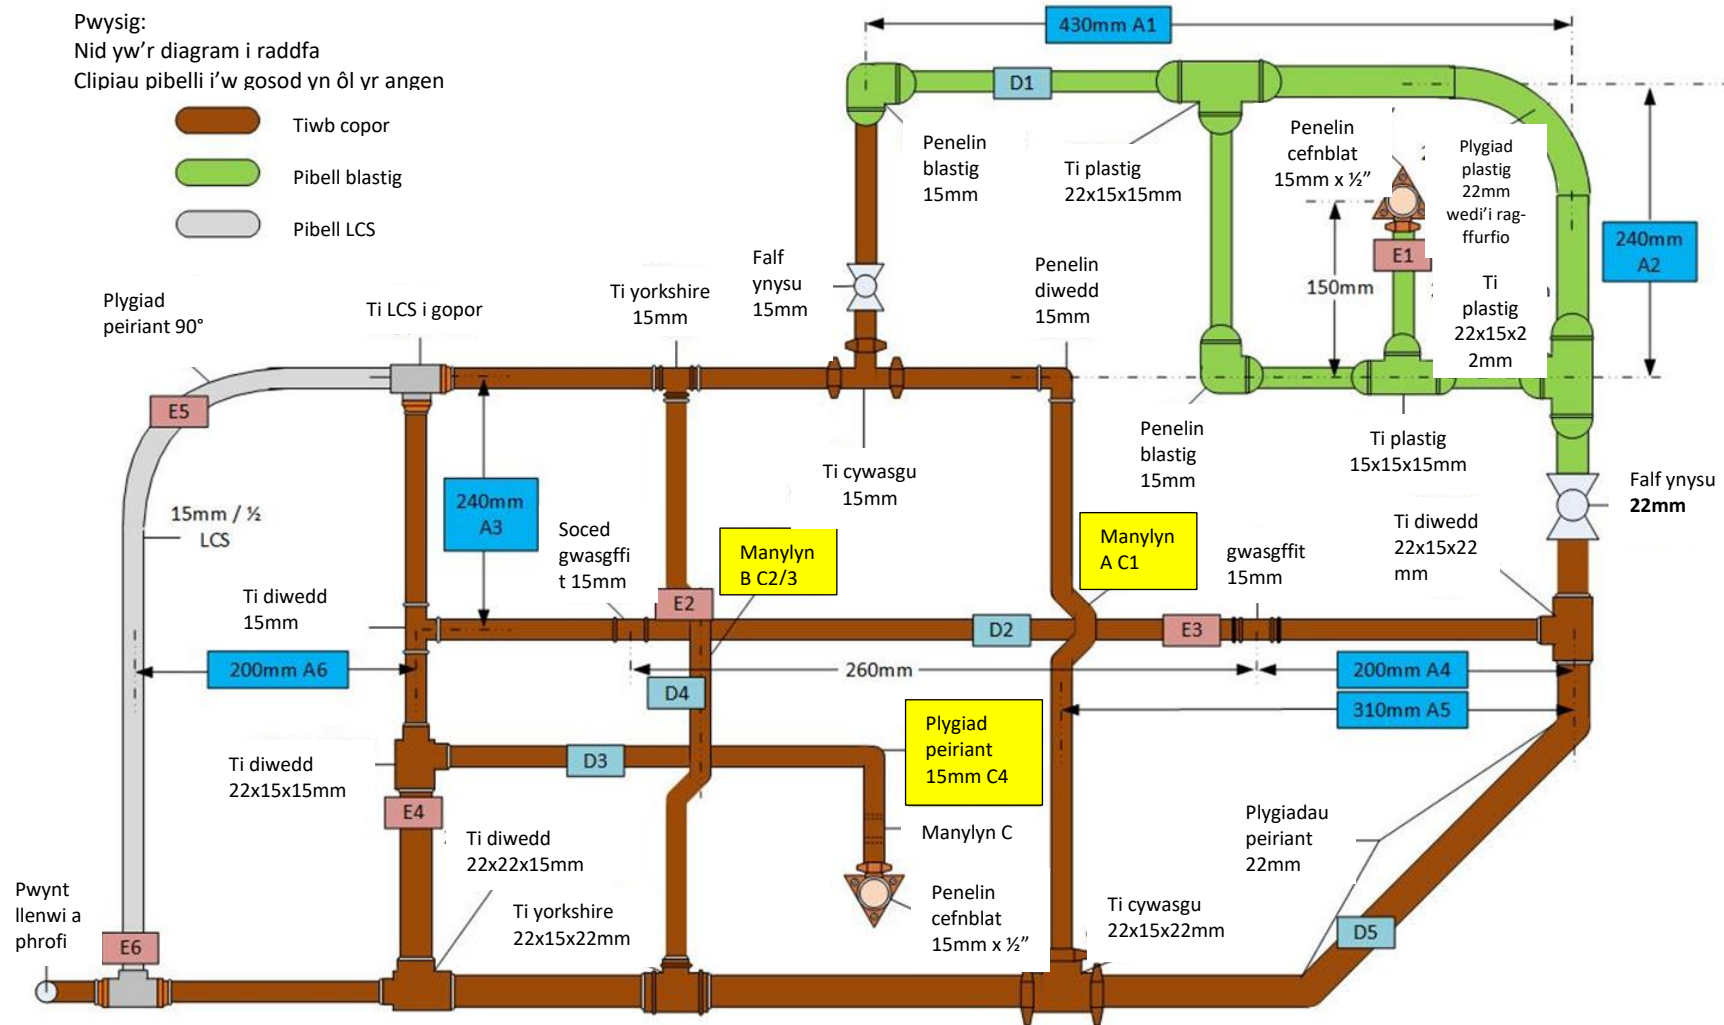 Pwysig:
Nid yw'r diagram i raddfa
Clipiau pibelli i'w gosod yn ôl yr angen
Tiwb copor
Pibell blastig
Pibell LCS
430mm A1
D1
Penelin
blastig
15mm
Ti plastig
22x15x15mm
Penelin
cefnblat
15mm x ½"
Plygiad
plastig
22mm
wedi'i rag-
ffurfio
240mm
A2
E1
150mm
Ti
plastig
22x15x2
2mm
Falf
ynysu
15mm
Penelin
diwedd
15mm
Ti yorkshire
15mm
Ti LCS i gopor
Plygiad
peiriant 90°
E5
Penelin
blastig
15mm
Ti plastig
15x15x15mm
Ti cywasgu
15mm
Falf ynysu
22mm
240mm
A3
15mm / ½
LCS
Soced
gwasgffi
t 15mm
Manylyn
B C2/3
Manylyn
A C1
gwasgffit
15mm
Ti diwedd
22x15x22
mm
Ti diwedd
15mm
E2
D2
E3
200mm A6
260mm
200mm A4
D4
310mm A5
Plygiad
peiriant
15mm C4
D3
Ti diwedd
22x15x15mm
E4
Manylyn C
Plygiadau
peiriant
22mm
Ti diwedd
22x22x15mm
Pwynt
llenwi a
phrofi
Ti yorkshire
22x15x22mm
Penelin
cefnblat
15mm x ½"
Ti cywasgu
22x15x22mm
D5
E6